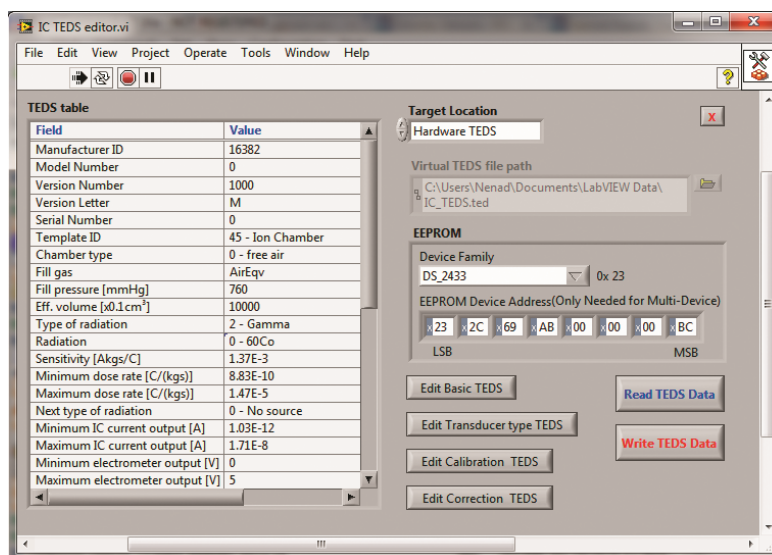 IC TEDS editor.vi
File Edit View Project Operate Tools Window Help
TEDS table
Field Value
Manufacturer ID 16382
Model Number 0
Version Number 1000
Version Letter M
Serial Number 0
Template ID 45 - Ion Chamber
Chamber type 0 - free air
Fill gas AirEqv
Fill pressure [mmHg] 760
Eff. volume [x0.1cm³] 10000
Type of radiation 2 - Gamma
Radiation 0 - 60Co
Sensitivity [Akgs/C] 1.37E-3
Minimum dose rate [C/(kgs)] 8.83E-10
Maximum dose rate [C/(kgs)] 1.47E-5
Next type of radiation 0 - No source
Minimum IC current output [A] 1.03E-12
Maximum IC current output [A] 1.71E-8
Minimum electrometer output [V] 0
Maximum electrometer output [V] 5
Target Location
Hardware TEDS
X
Virtual TEDS file path
C:\Users\Nenad\Documents\LabVIEW Data\
IC_TEDS.ted
EEPROM
Device Family
DS_2433 0x 23
EEPROM Device Address(Only Needed for Multi-Device)
x23 x2C x69 xAB x00 x00 x00 xBC
LSB MSB
Edit Basic TEDS
Edit Transducer type TEDS
Edit Calibration TEDS
Edit Correction TEDS
Read TEDS Data
Write TEDS Data